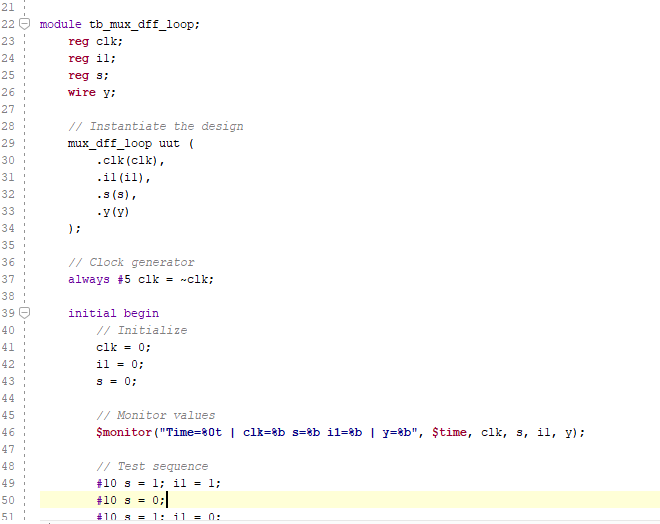 21
22 module tb_mux_dff_loop;
23 reg clk;
24 reg i1;
25 reg s;
26 wire y;
27
28 // Instantiate the design
29 mux_dff_loop uut (
30 .clk(clk),
31 .i1(i1),
32 .s(s),
33 .y(y)
34 );
35
36 // Clock generator
37 always #5 clk = ~clk;
38
39 initial begin
40 // Initialize
41 clk = 0;
42 i1 = 0;
43 s = 0;
44
45 // Monitor values
46 $monitor("Time=%0t | clk=%b s=%b i1=%b | y=%b", $time, clk, s, i1, y);
47
48 // Test sequence
49 #10 s = 1; i1 = 1;
50 #10 s = 0;
51 #10 s = 1; i1 = 0;